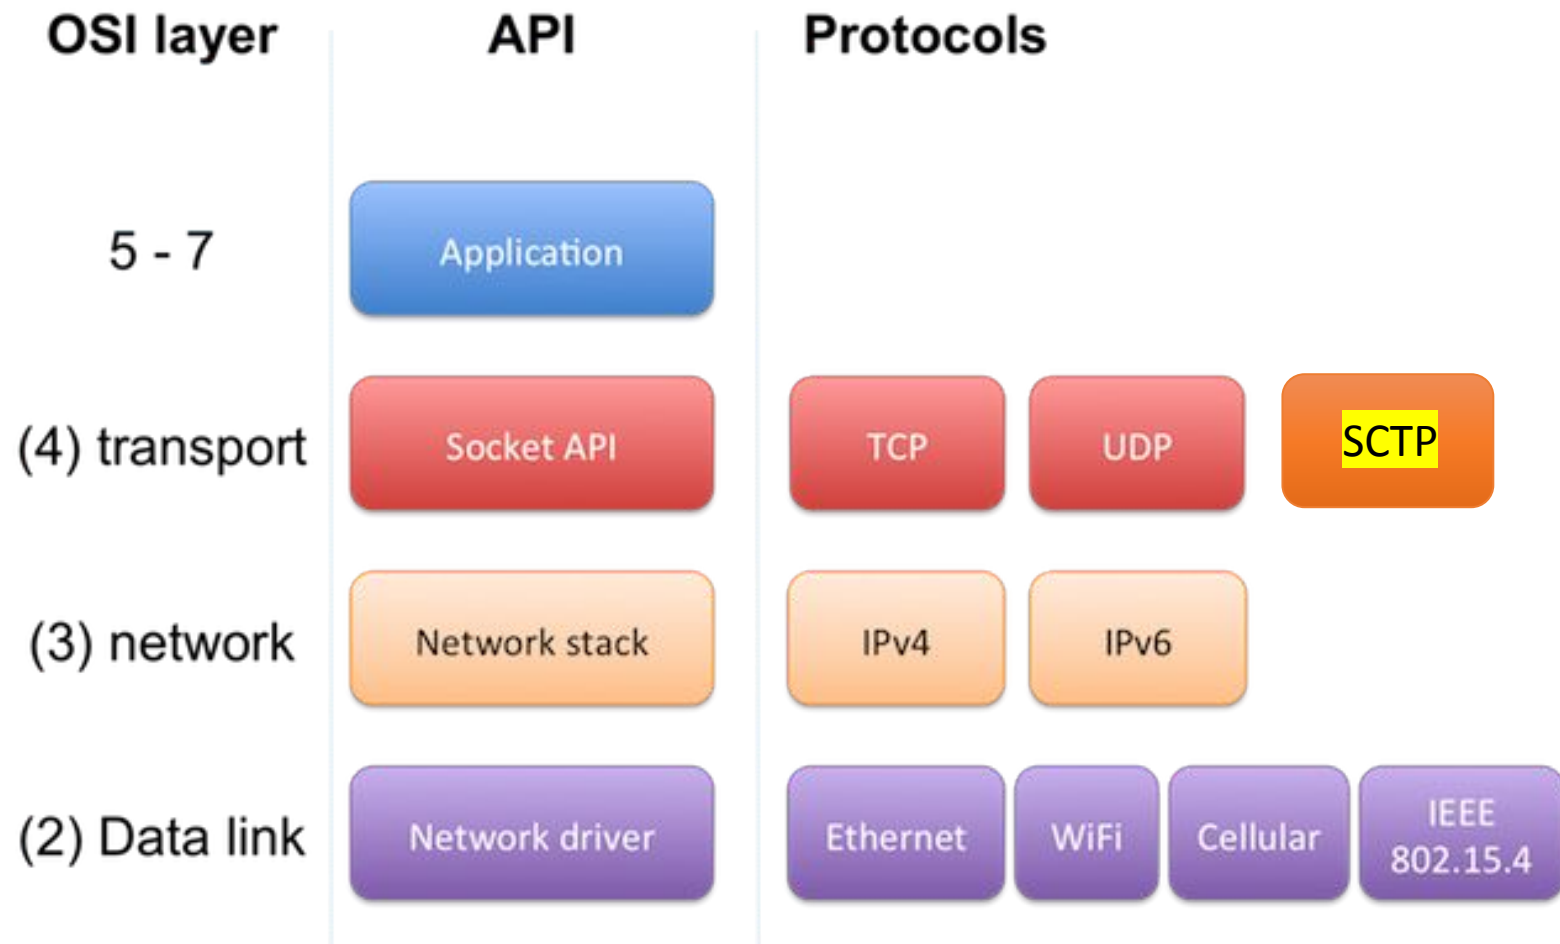 OSI layer API Protocols
5 - 7 Application
(4) transport Socket API TCP UDP SCTP
(3) network Network stack IPv4 IPv6
(2) Data link Network driver Ethernet WiFi Cellular IEEE
802.15.4